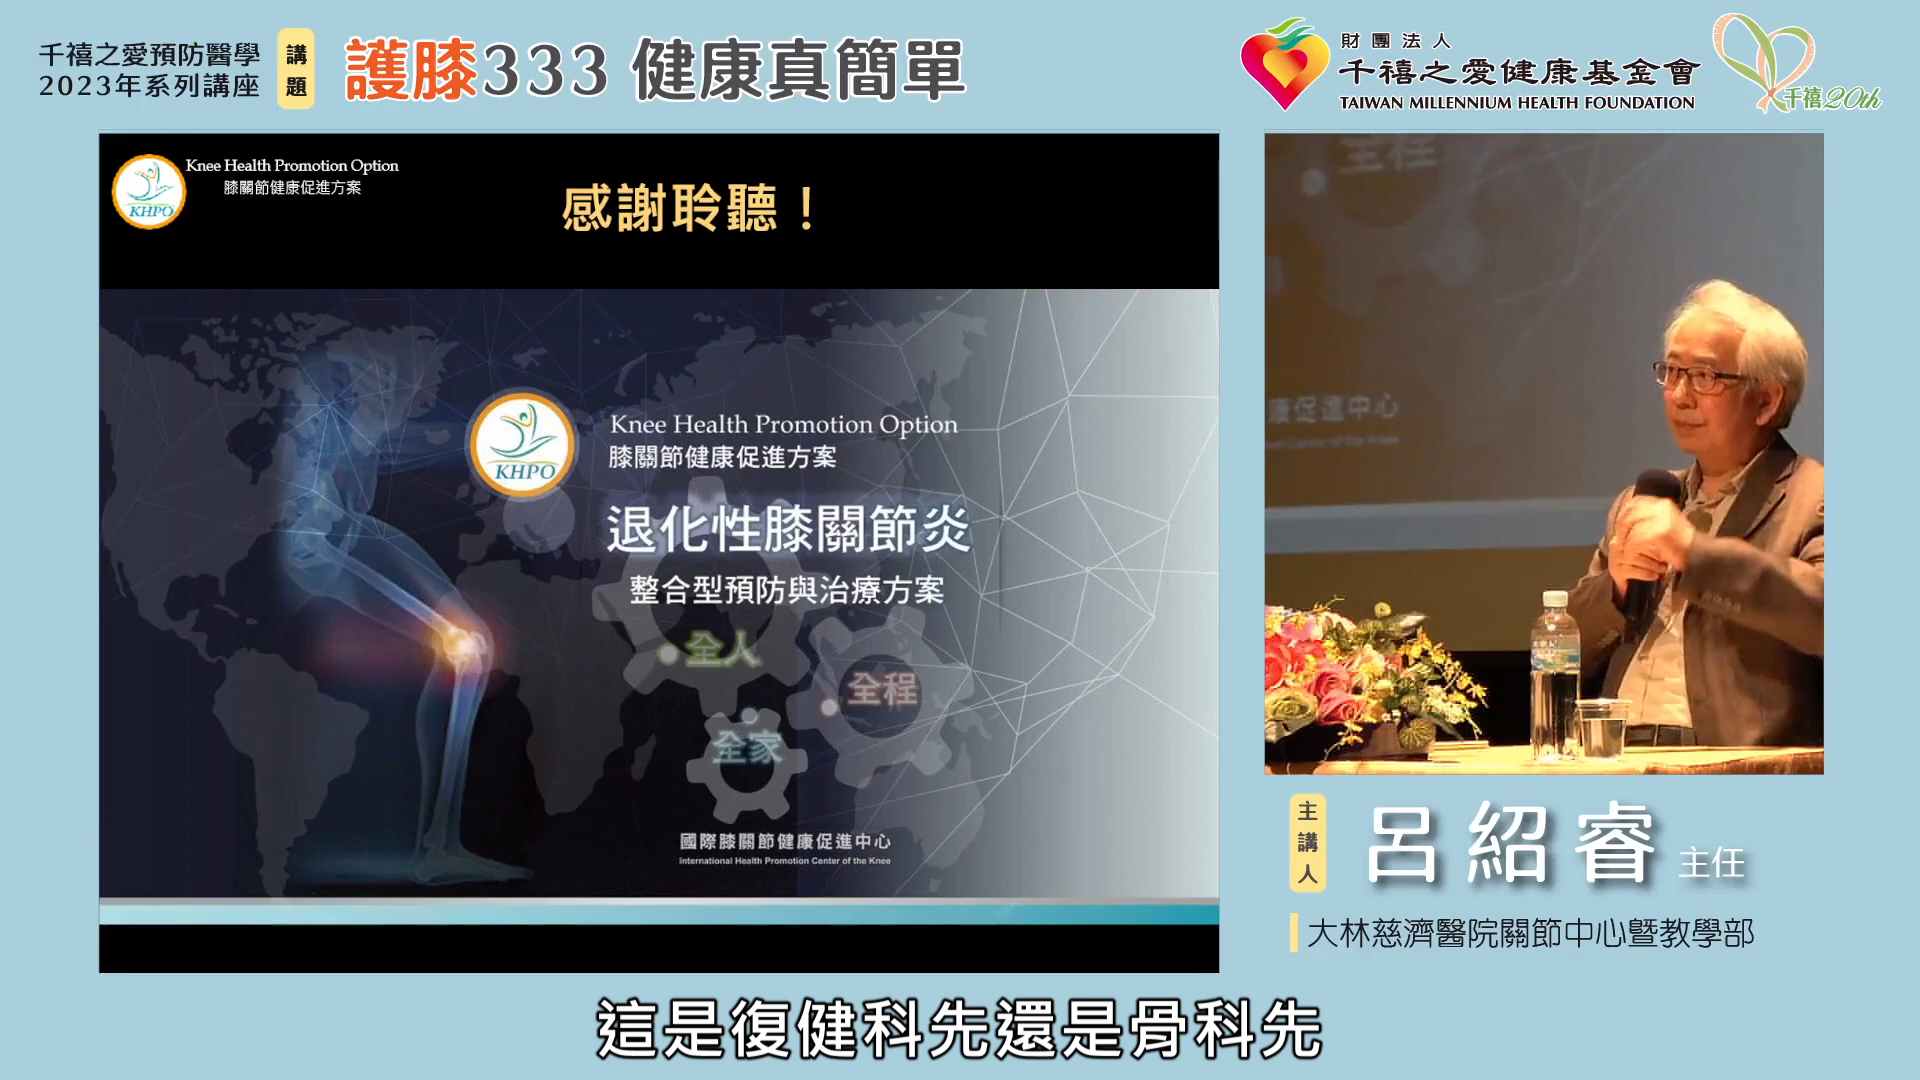 千禧之愛預防醫學
2023年系列講座
講題
護膝333 健康真簡單
財團法人
千禧之愛健康基金會
TAIWAN MILLENNIUM HEALTH FOUNDATION
千禧20th
KHPO
Knee Health Promotion Option
膝關節健康促進方案
感謝聆聽！
KHPO
Knee Health Promotion Option
膝關節健康促進方案
退化性膝關節炎
整合型預防與治療方案
全人
全程
全家
國際膝關節健康促進中心
International Health Promotion Center of the Knee
全程
康促進中心
主講人
呂紹睿 主任
大林慈濟醫院關節中心暨教學部
這是復健科先還是骨科先